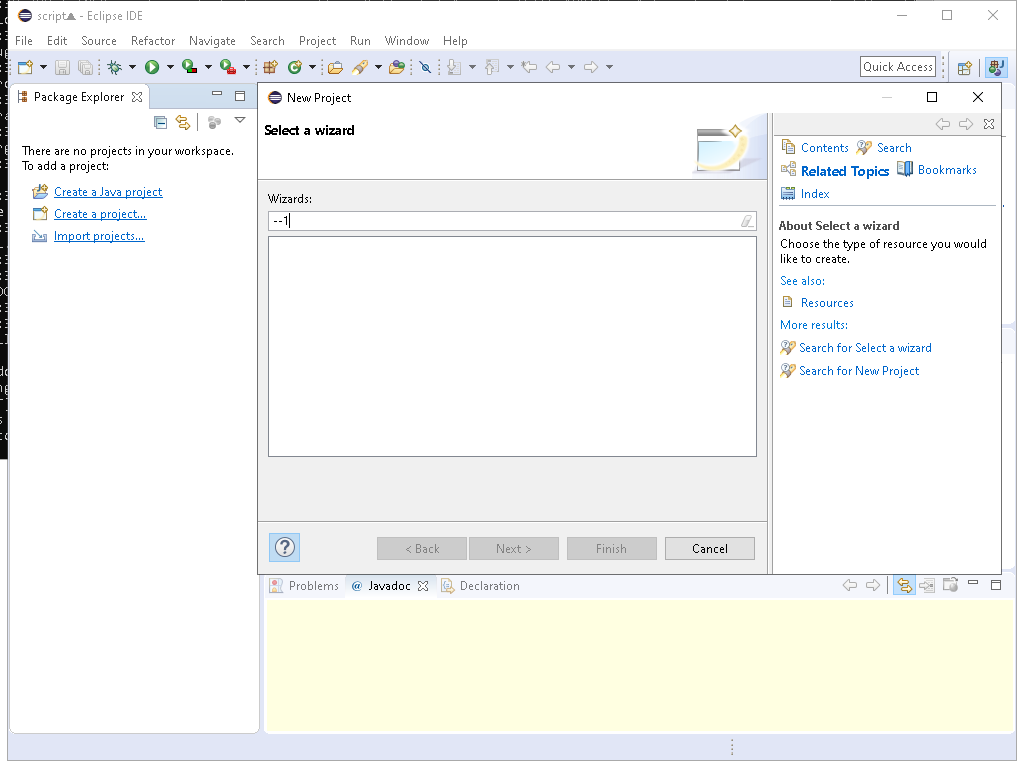 script▲ - Eclipse IDE
File Edit Source Refactor Navigate Search Project Run Window Help
Quick Access
Package Explorer
There are no projects in your workspace.
To add a project:
Create a Java project
Create a project...
Import projects...
New Project
Select a wizard
Wizards:
--1
< Back Next > Finish Cancel
Contents Search
Related Topics Bookmarks
Index
About Select a wizard
Choose the type of resource you would
like to create.
See also:
Resources
More results:
Search for Select a wizard
Search for New Project
Problems @ Javadoc Declaration